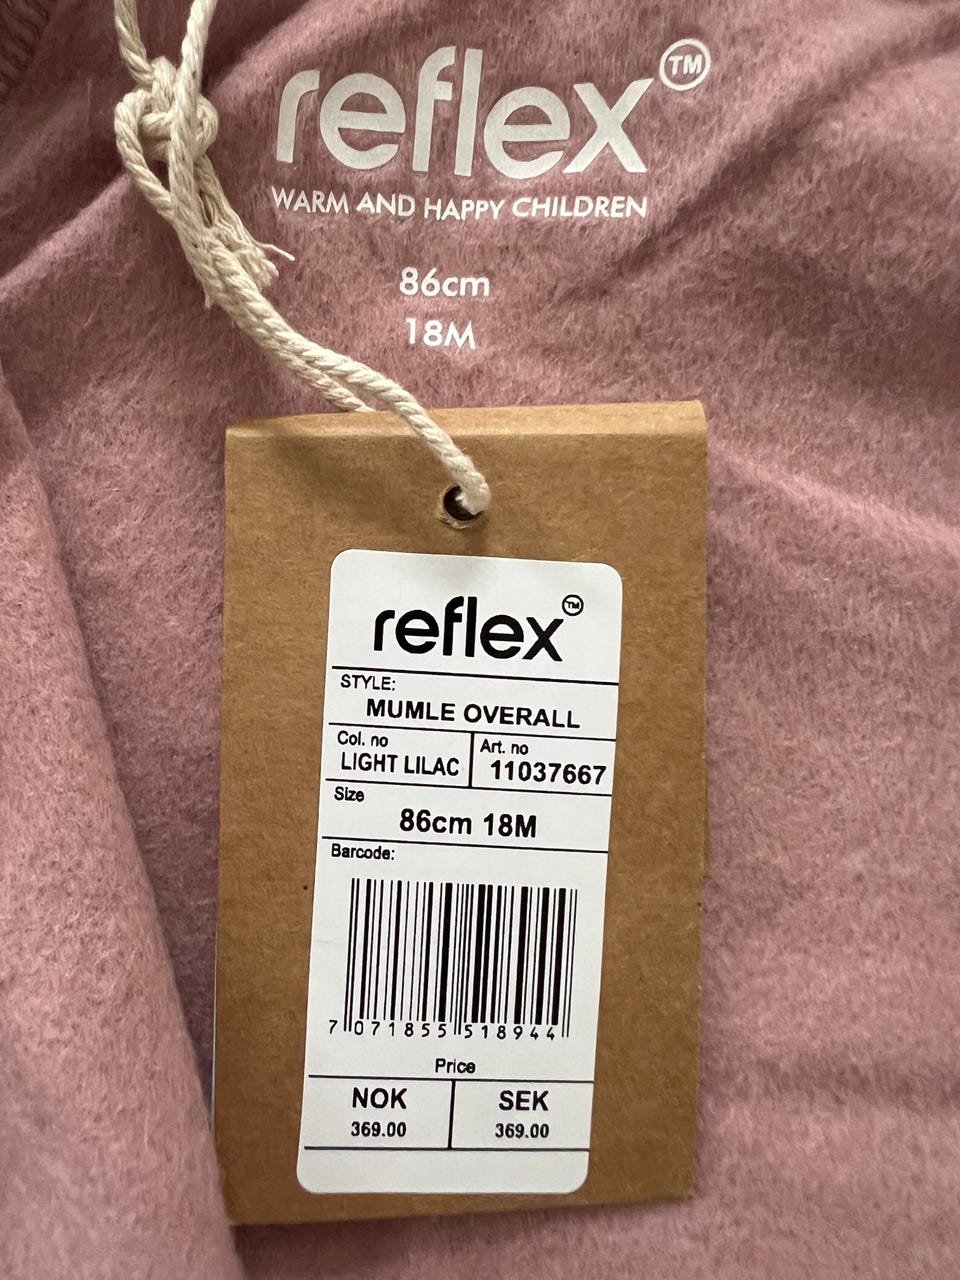 reflex™
WARM AND HAPPY CHILDREN
86cm
18M
reflex™
STYLE:
MUMLE OVERALL
Col. no
LIGHT LILAC
Art. no
11037667
Size
86cm 18M
Barcode:
7 071855 518944
Price
NOK
369.00
SEK
369.00